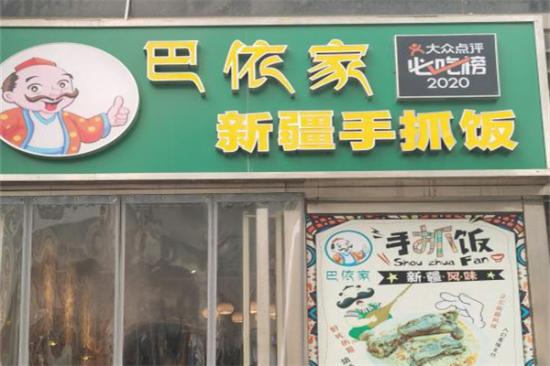 巴依家
大众点评
必吃榜
2020
新疆手抓饭
手抓饭
Shou zhua Fan
巴依家
新·疆·风·味